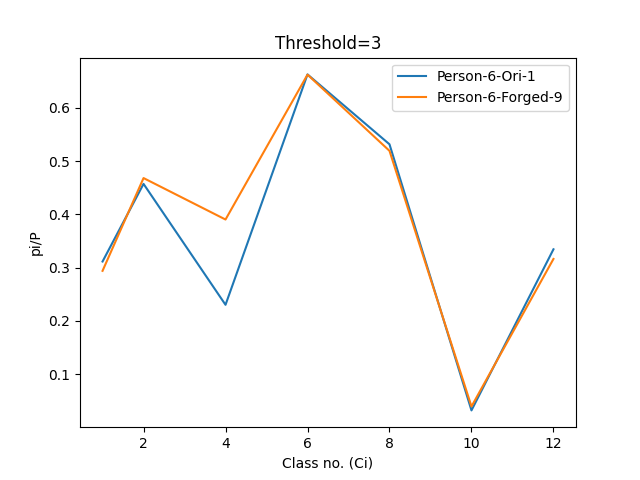 Threshold=3
Person-6-Ori-1
Person-6-Forged-9
pi/P
0.6
0.5
0.4
0.3
0.2
0.1
2 4 6 8 10 12
Class no. (Ci)